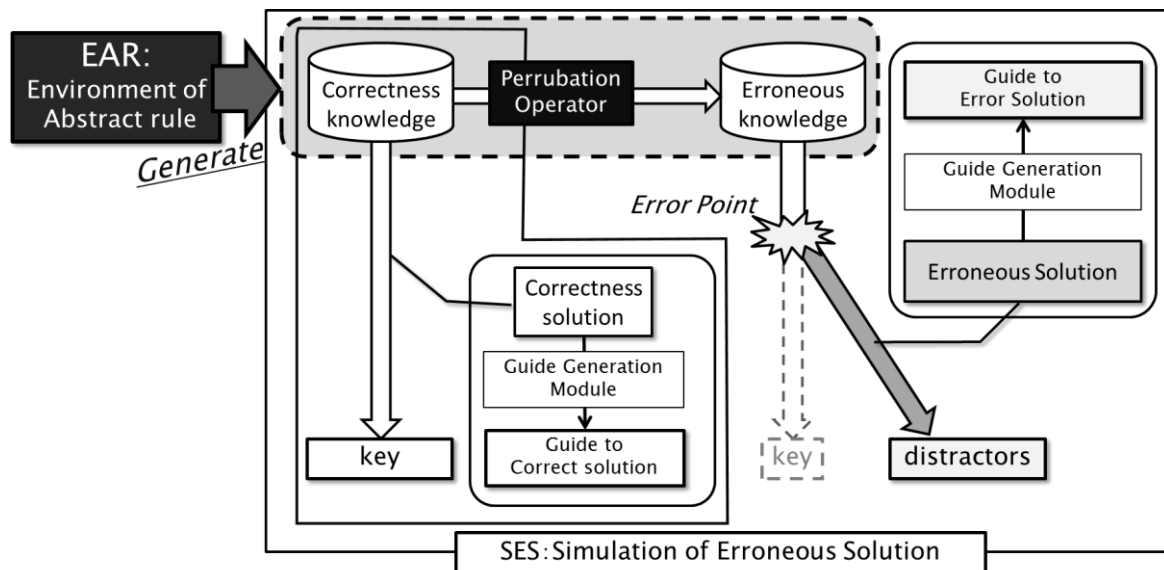 EAR:
Environment of
Abstract rule
Generate
Correctness
knowledge
Perrubation
Operator
Erroneous
knowledge
Error Point
Guide to
Error Solution
Guide Generation
Module
Erroneous Solution
Correctness
solution
Guide Generation
Module
Guide to
Correct solution
key
key
distractors
SES:Simulation of Erroneous Solution